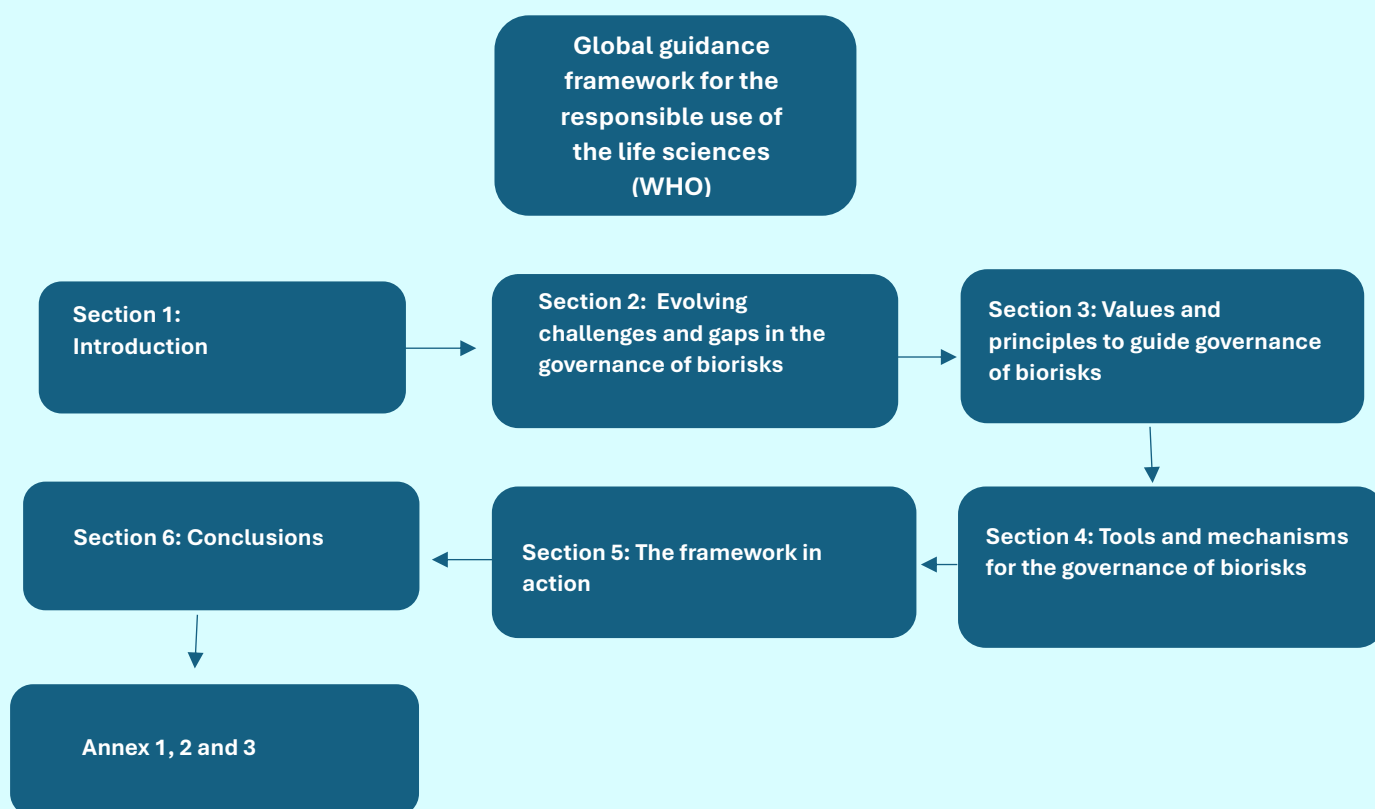 Global guidance
framework for the
responsible use of
the life sciences
(WHO)
Section 1:
Introduction
Section 2:  Evolving
challenges and gaps in the
governance of biorisks
Section 3: Values and
principles to guide governance
of biorisks
Section 4: Tools and mechanisms
for the governance of biorisks
Section 5: The framework in
action
Section 6: Conclusions
Annex 1, 2 and 3